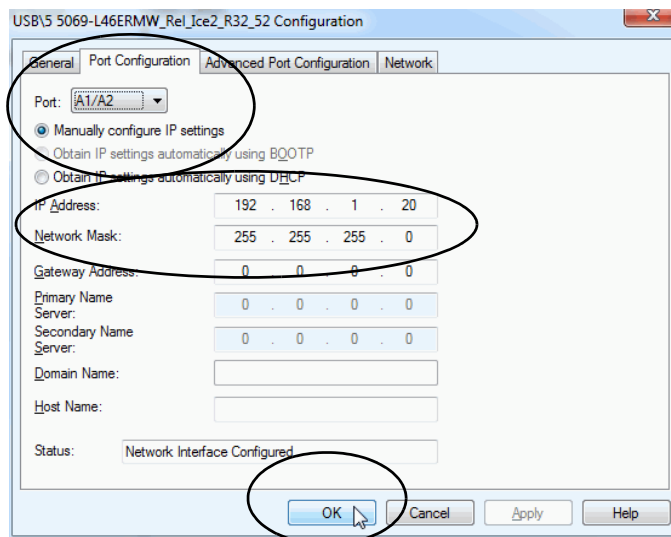 USB\5 5069-L46ERMW_Rel_Ice2_R32_52 Configuration
General Port Configuration Advanced Port Configuration Network
Port: A1/A2
Manually configure IP settings
Obtain IP settings automatically using BOOTP
Obtain IP settings automatically using DHCP
IP Address: 192 . 168 . 1 . 20
Network Mask: 255 . 255 . 255 . 0
Gateway Address: 0 . 0 . 0 . 0
Primary Name
Server: 0 . 0 . 0 . 0
Secondary Name
Server: 0 . 0 . 0 . 0
Domain Name:
Host Name:
Status: Network Interface Configured
OK Cancel Apply Help